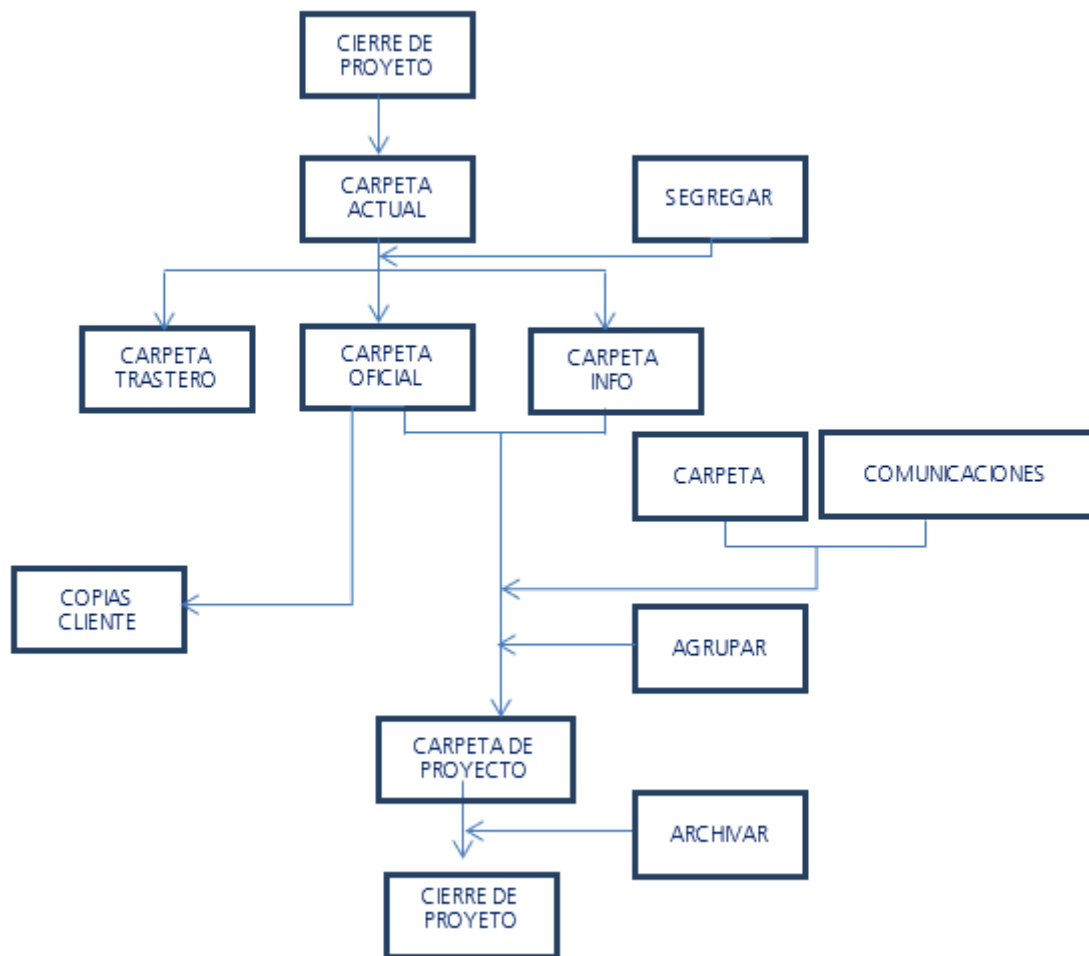 CIERRE DE
PROYETO
CARPETA
ACTUAL
SEGREGAR
CARPETA
TRASTERO
CARPETA
OFICIAL
CARPETA
INFO
CARPETA
COMUNICACIONES
COPIAS
CLIENTE
AGRUPAR
CARPETA DE
PROYECTO
ARCHIVAR
CIERRE DE
PROYETO